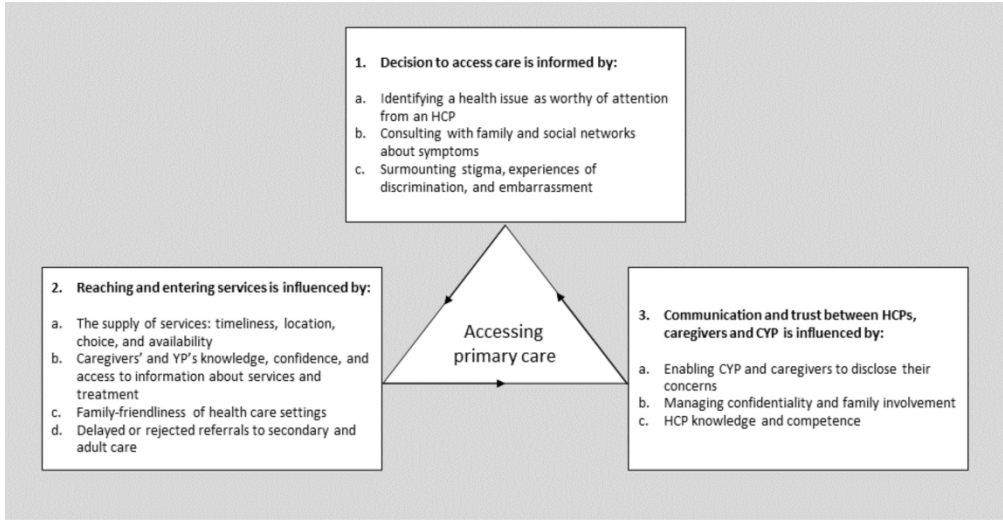 1. Decision to access care is informed by:
a. Identifying a health issue as worthy of attention
from an HCP
b. Consulting with family and social networks
about symptoms
c. Surmounting stigma, experiences of
discrimination, and embarrassment
2. Reaching and entering services is influenced by:
a. The supply of services: timeliness, location,
choice, and availability
b. Caregivers’ and YP’s knowledge, confidence, and
access to information about services and
treatment
c. Family-friendliness of health care settings
d. Delayed or rejected referrals to secondary and
adult care
Accessing
primary care
3. Communication and trust between HCPs,
caregivers and CYP is influenced by:
a. Enabling CYP and caregivers to disclose their
concerns
b. Managing confidentiality and family involvement
c. HCP knowledge and competence